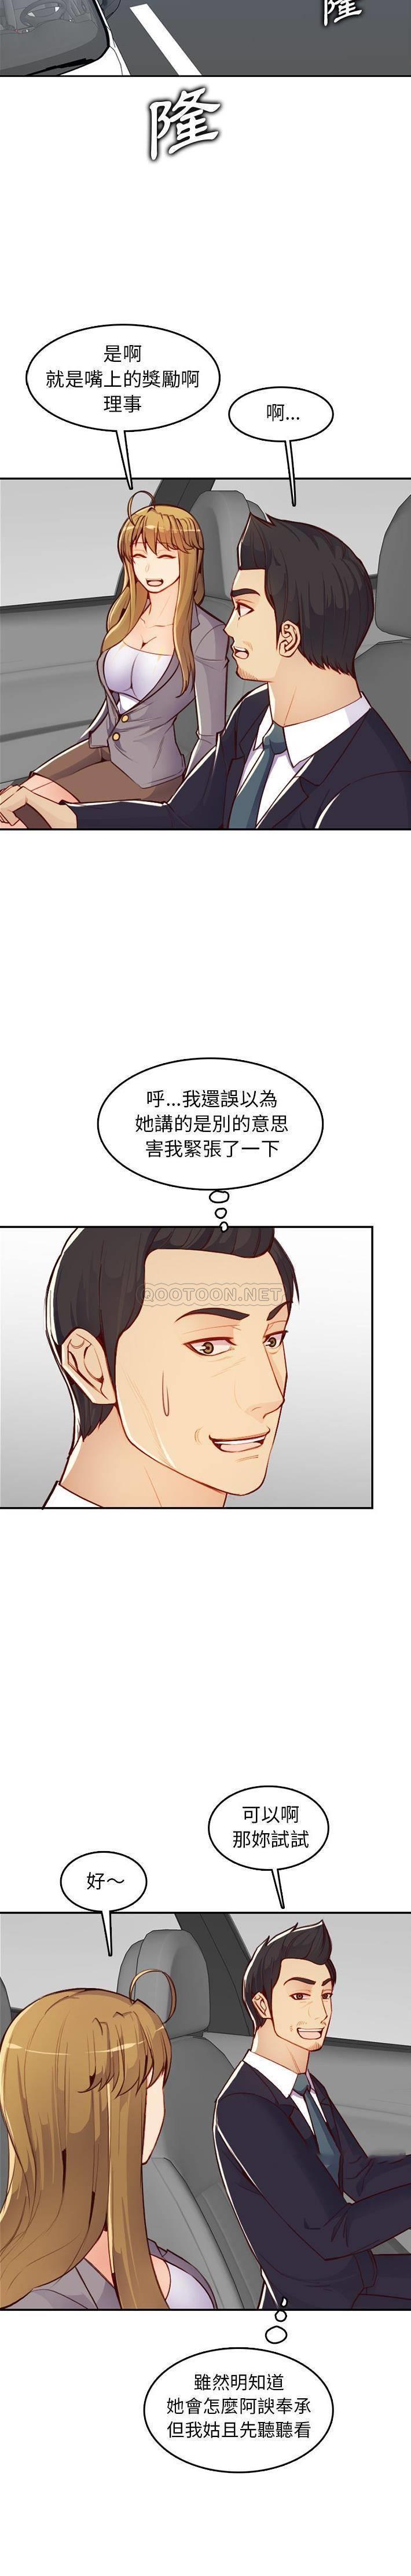 隆
隆
是啊
就是嘴上的獎勵啊
理事
啊...
呼...我還誤以為
她講的是別的意思
害我緊張了一下
QOOTOON.NET
可以啊
那妳試試
好～
雖然明知道
她會怎麼阿諛奉承
但我姑且先聽聽看